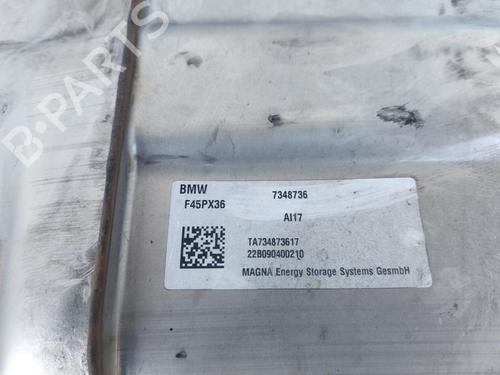 B-PARTS
BMW 7348736
F45PX36
AI17
TA734873617
22B090400210
MAGNA Energy Storage Systems GesmbH